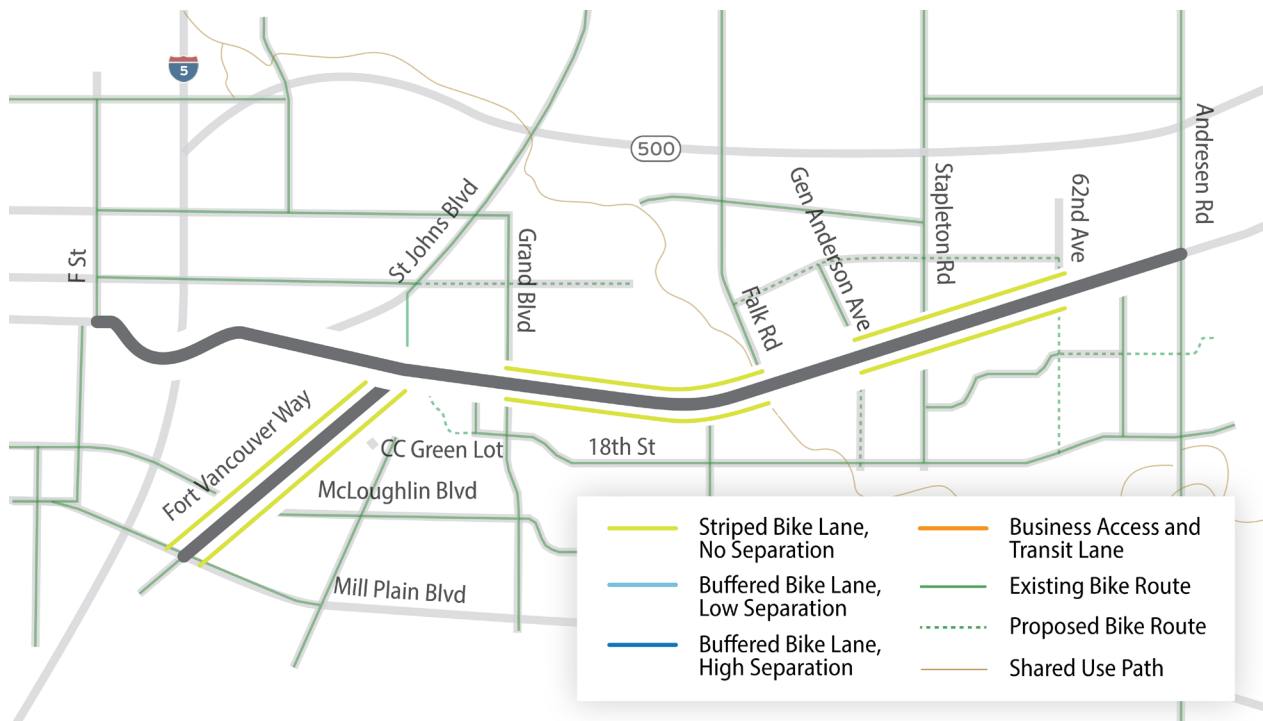 5
500
Andresen Rd
Gen Anderson Ave
Stapleton Rd
62nd Ave
St Johns Blvd
Grand Blvd
F St
Falk Rd
Fort Vancouver Way
CC Green Lot
18th St
McLoughlin Blvd
Mill Plain Blvd
Striped Bike Lane,
No Separation
Buffered Bike Lane,
Low Separation
Buffered Bike Lane,
High Separation
Business Access and
Transit Lane
Existing Bike Route
Proposed Bike Route
Shared Use Path